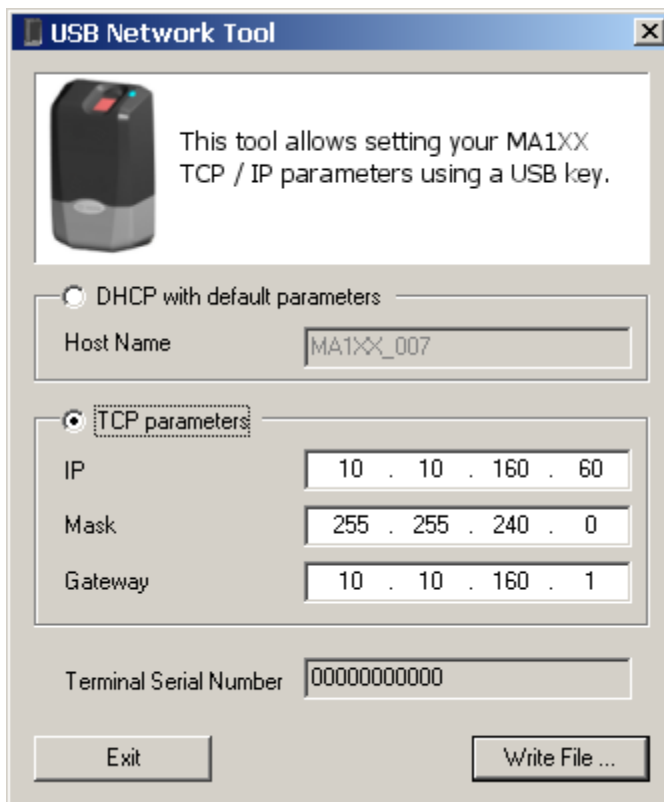 USB Network Tool
This tool allows setting your MA1XX
TCP / IP parameters using a USB key.
DHCP with default parameters
Host Name MA1XX_007
TCP parameters
IP 10 . 10 . 160 . 60
Mask 255 . 255 . 240 . 0
Gateway 10 . 10 . 160 . 1
Terminal Serial Number 00000000000
Exit Write File ...